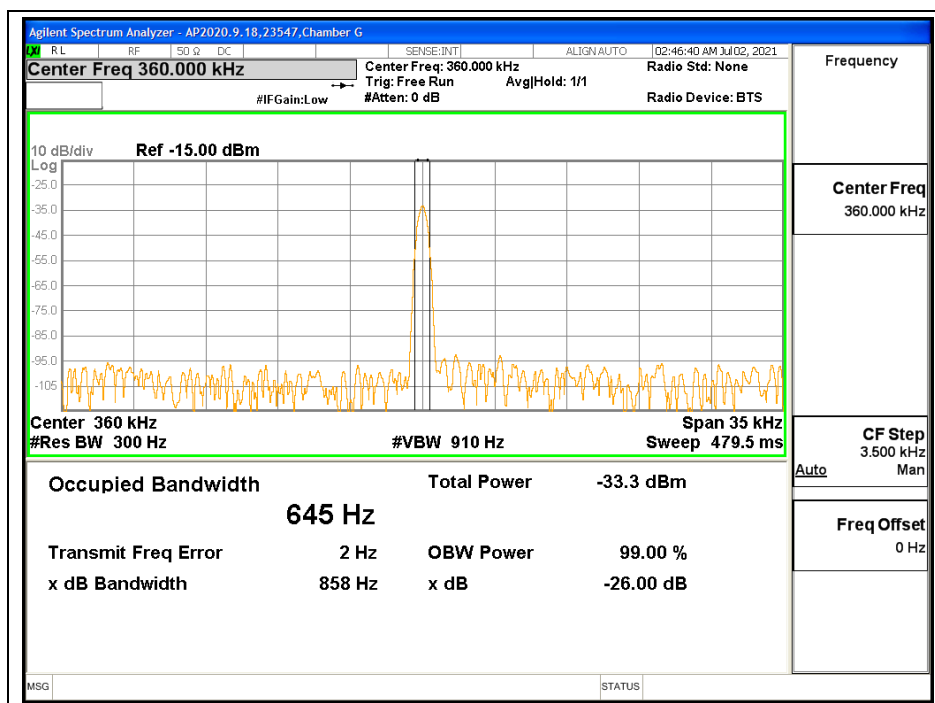 Agilent Spectrum Analyzer - AP2020.9.18,23547,Chamber G
LXI RL RF 50 Ω DC SENSE:INT ALIGN AUTO 02:46:40 AM Jul 02, 2021
Center Freq 360.000 kHz
Center Freq: 360.000 kHz
Radio Std: None
Trig: Free Run Avg|Hold: 1/1
#IFGain:Low
#Atten: 0 dB
Radio Device: BTS
10 dB/div Ref -15.00 dBm
Log
-25.0
-35.0
-45.0
-55.0
-65.0
-75.0
-85.0
-95.0
-105
Center 360 kHz Span 35 kHz
#Res BW 300 Hz #VBW 910 Hz Sweep 479.5 ms
Occupied Bandwidth Total Power -33.3 dBm
645 Hz
Transmit Freq Error 2 Hz OBW Power 99.00 %
x dB Bandwidth 858 Hz x dB -26.00 dB
MSG STATUS
Frequency
Center Freq
360.000 kHz
CF Step
3.500 kHz
Auto Man
Freq Offset
0 Hz